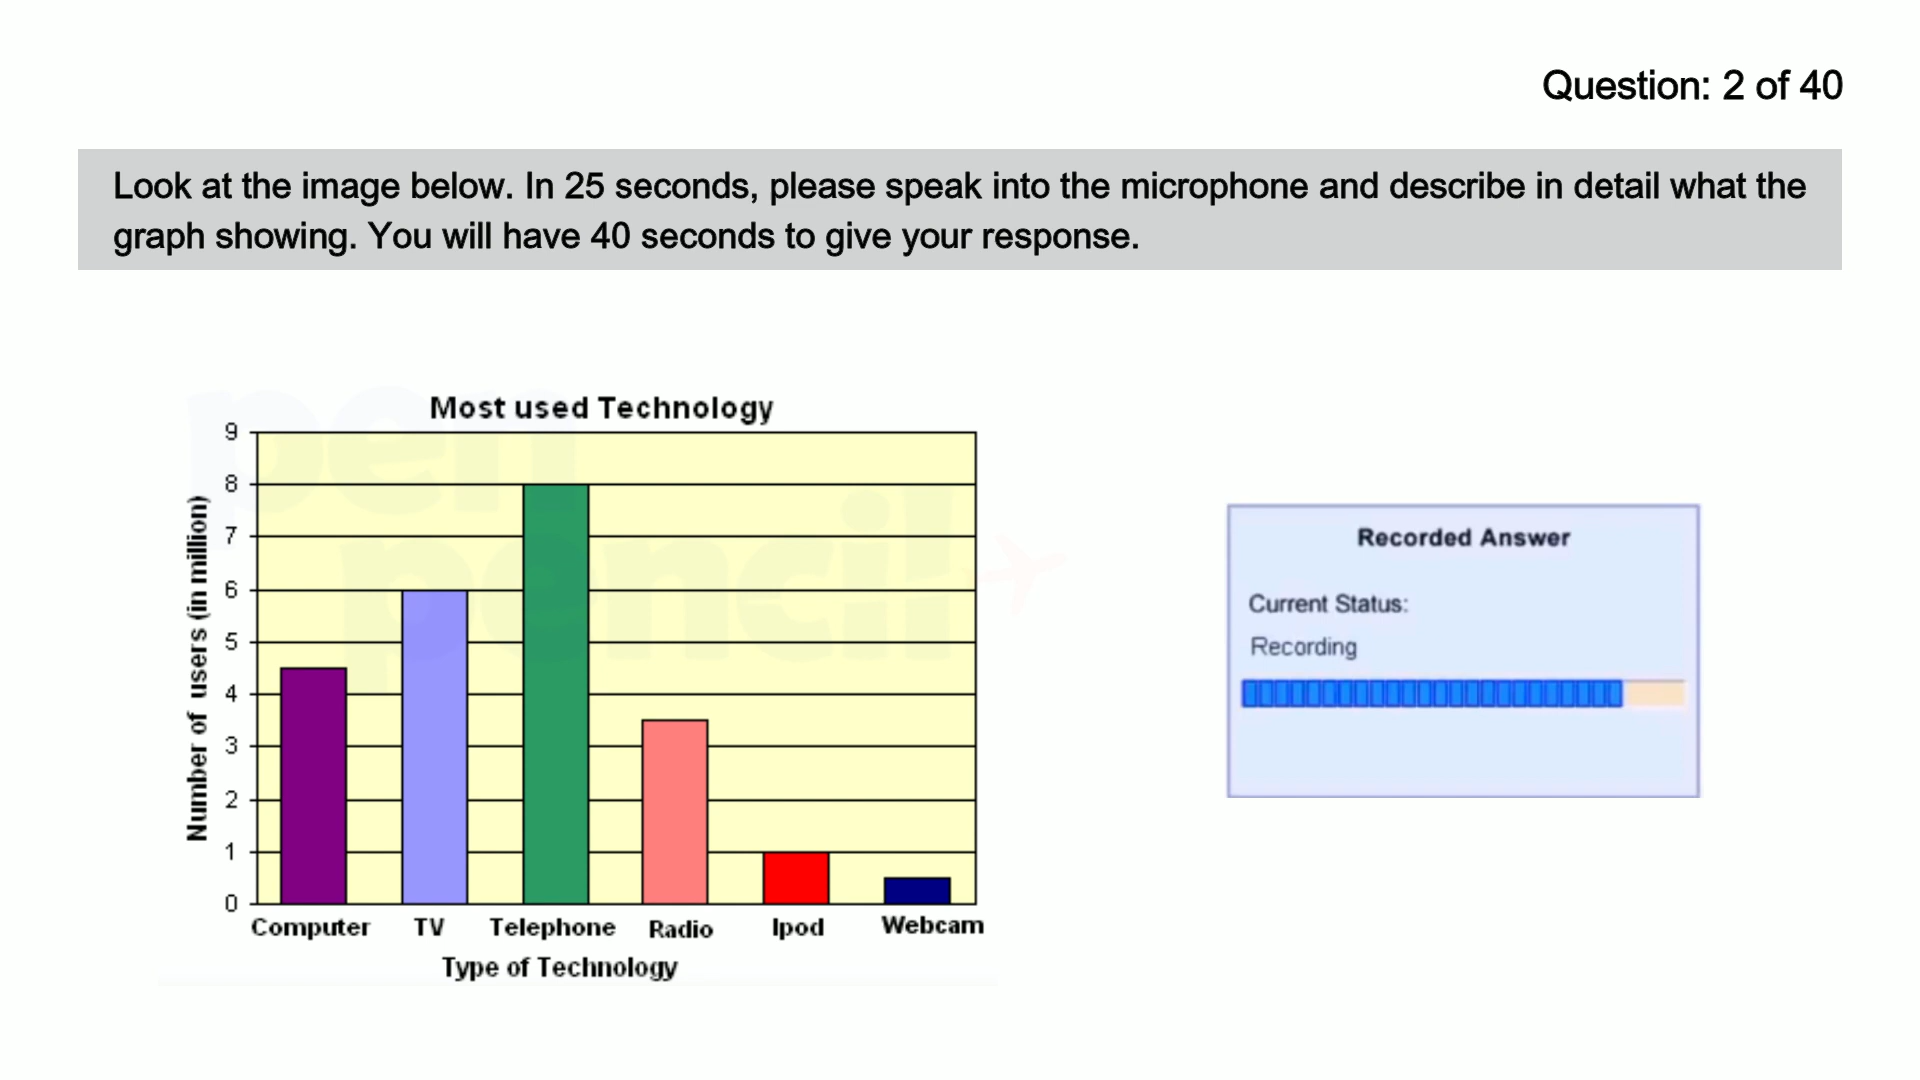 Question: 2 of 40
Look at the image below. In 25 seconds, please speak into the microphone and describe in detail what the
graph showing. You will have 40 seconds to give your response.
pen
pencil
Most used Technology
Number of users (in million)
9
8
7
6
5
4
3
2
1
0
Computer TV Telephone Radio Ipod Webcam
Type of Technology
Recorded Answer
Current Status:
Recording